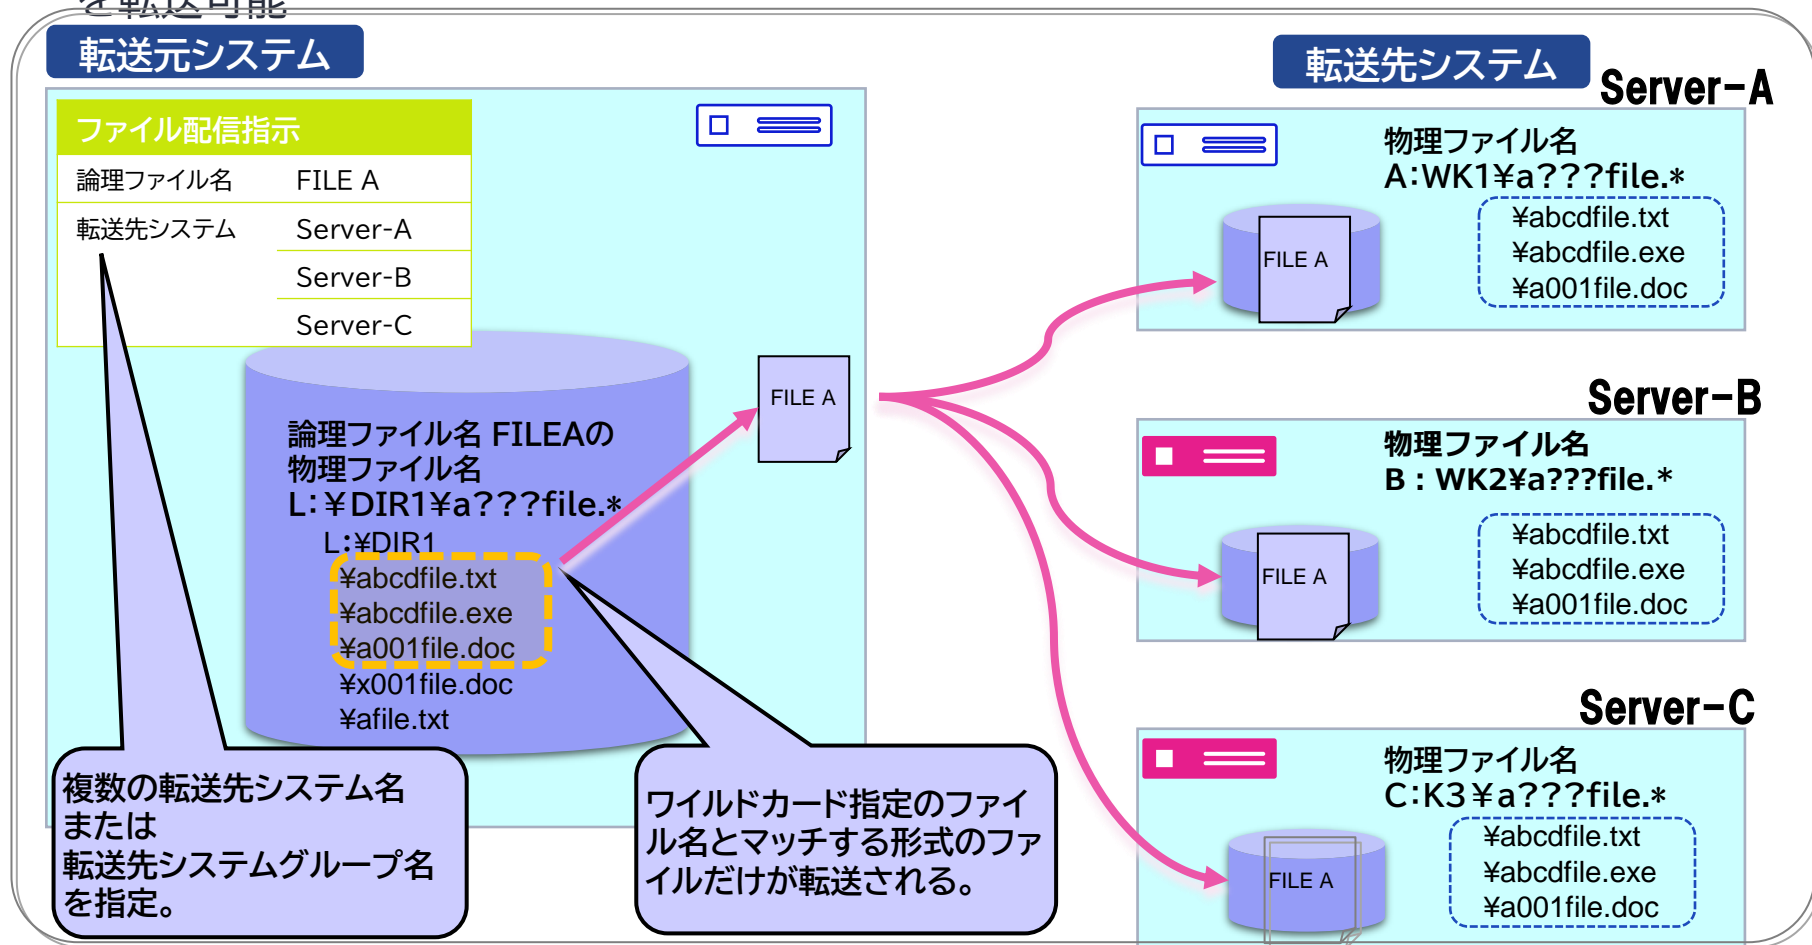 を転送可能
転送元システム
ファイル配信指示
論理ファイル名 FILE A
転送先システム Server-A
Server-B
Server-C
論理ファイル名 FILEAの
物理ファイル名
L:¥DIR1¥a???file.*
L:¥DIR1
¥abcdfile.txt
¥abcdfile.exe
¥a001file.doc
¥x001file.doc
¥afile.txt
FILE A
複数の転送先システム名
または
転送先システムグループ名
を指定。
ワイルドカード指定のファイ
ル名とマッチする形式のファ
イルだけが転送される。
転送先システム
Server-A
物理ファイル名
A:WK1¥a???file.*
¥abcdfile.txt
¥abcdfile.exe
¥a001file.doc
FILE A
Server-B
物理ファイル名
B：WK2¥a???file.*
¥abcdfile.txt
¥abcdfile.exe
¥a001file.doc
FILE A
Server-C
物理ファイル名
C:K3¥a???file.*
¥abcdfile.txt
¥abcdfile.exe
¥a001file.doc
FILE A